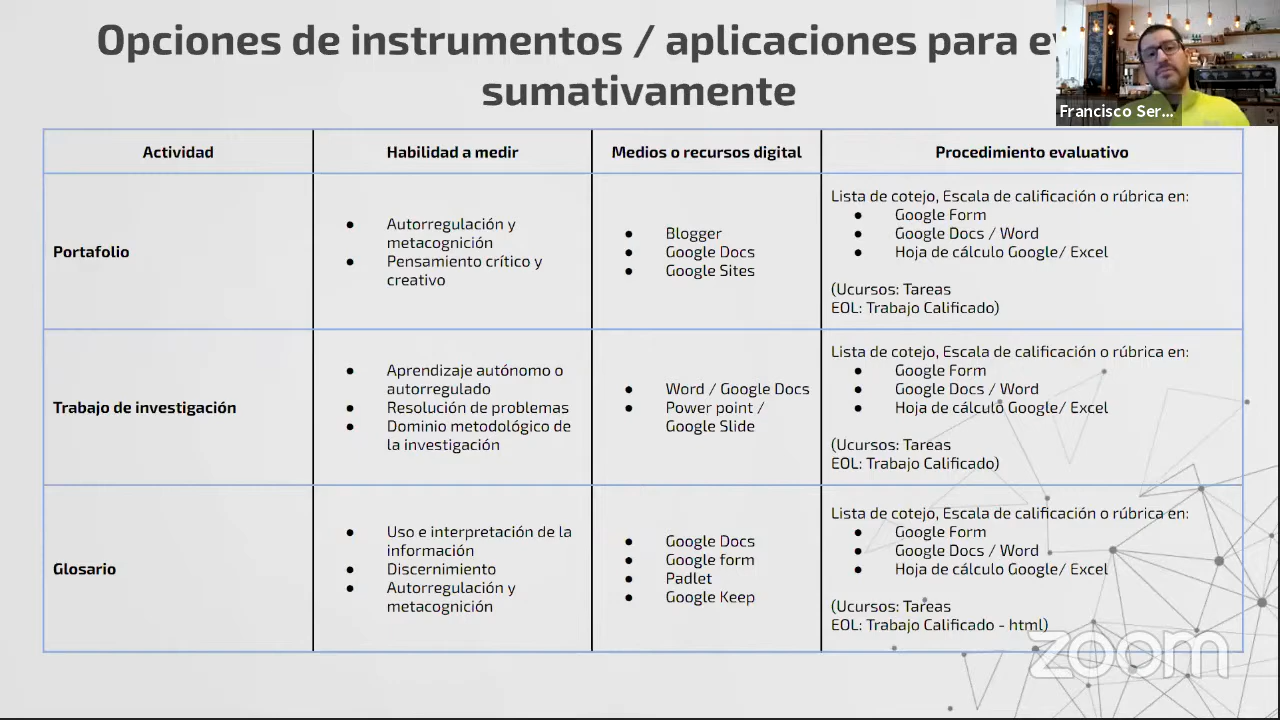 Opciones de instrumentos / aplicaciones para
sumativamente
Francisco Ser...
Actividad
Habilidad a medir
Medios o recursos digital
Procedimiento evaluativo
Portafolio
● Autorregulación y
metacognición
● Pensamiento crítico y
creativo
● Blogger
● Google Docs
● Google Sites
Lista de cotejo, Escala de calificación o rúbrica en:
● Google Form
● Google Docs / Word
● Hoja de cálculo Google/ Excel
(Ucursos: Tareas
EOL: Trabajo Calificado)
Trabajo de investigación
● Aprendizaje autónomo o
autorregulado
● Resolución de problemas
● Dominio metodológico de
la investigación
● Word / Google Docs
● Power point /
Google Slide
Lista de cotejo, Escala de calificación o rúbrica en:
● Google Form
● Google Docs / Word
● Hoja de cálculo Google/ Excel
(Ucursos: Tareas
EOL: Trabajo Calificado)
Glosario
● Uso e interpretación de la
información
● Discernimiento
● Autorregulación y
metacognición
● Google Docs
● Google form
● Padlet
● Google Keep
Lista de cotejo, Escala de calificación o rúbrica en:
● Google Form
● Google Docs / Word
● Hoja de cálculo Google/ Excel
(Ucursos: Tareas
EOL: Trabajo Calificado - html)
zoom